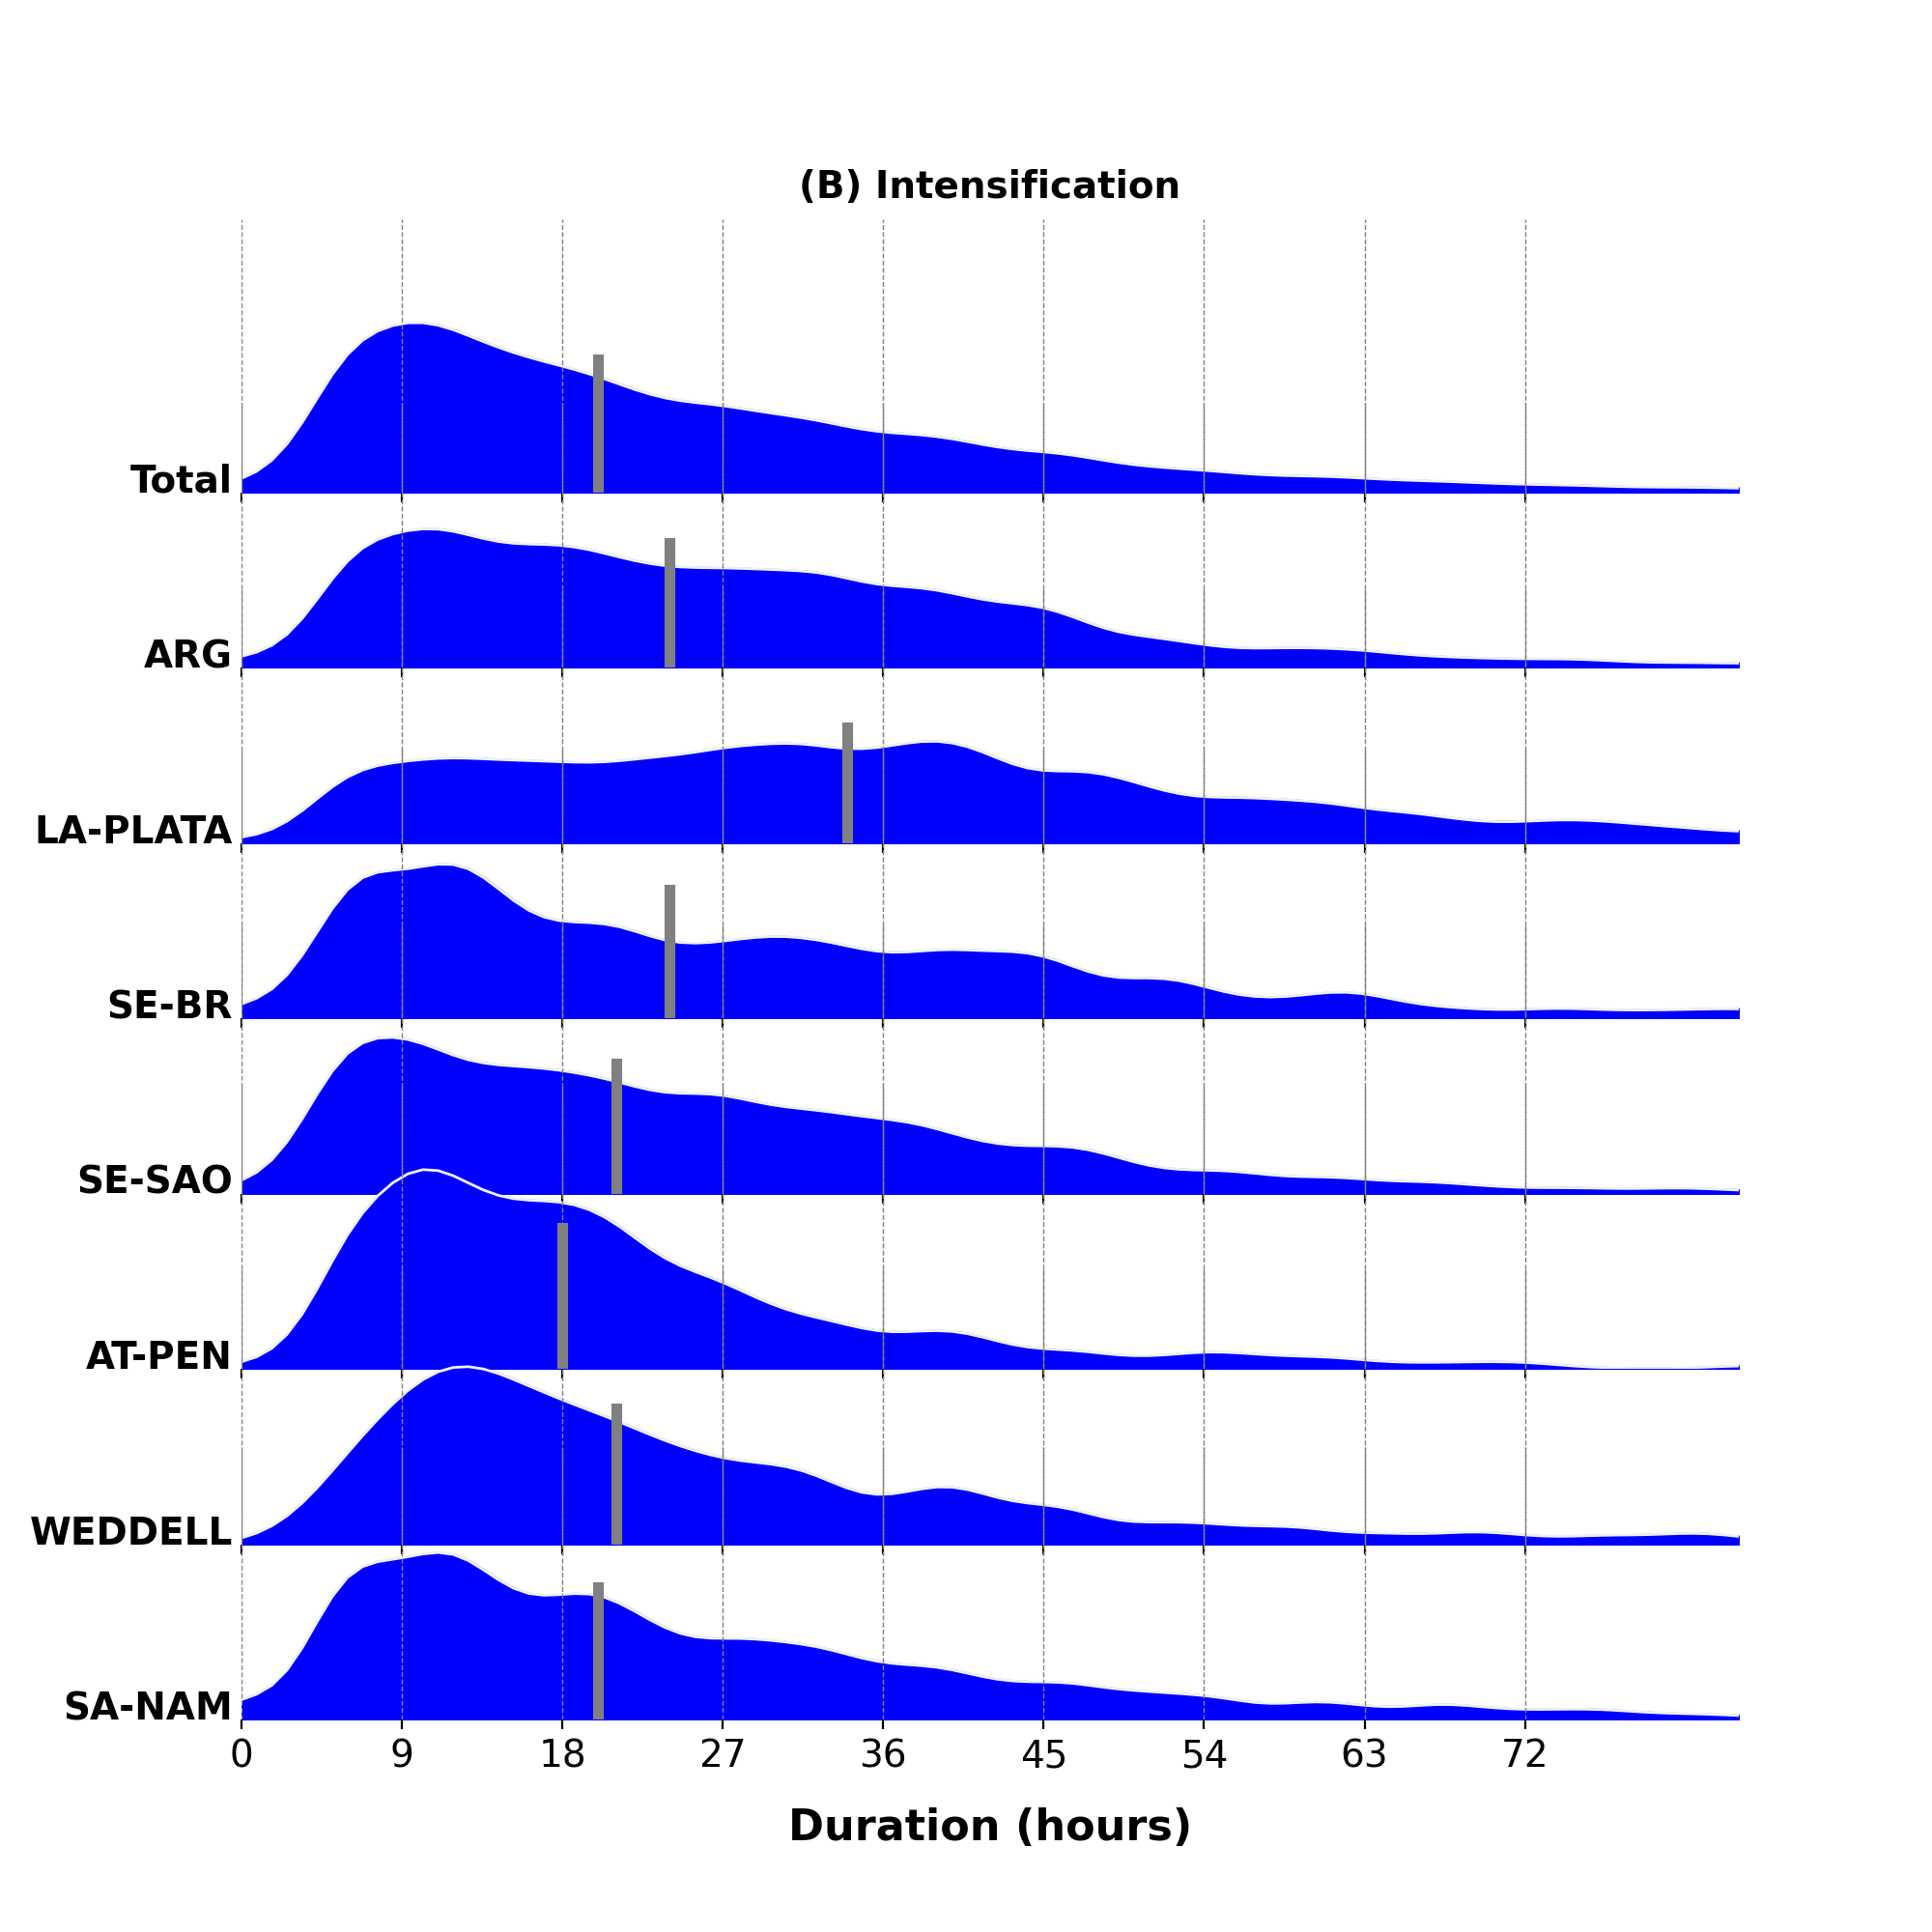 (B) Intensification
Total
ARG
LA-PLATA
SE-BR
SE-SAO
AT-PEN
WEDDELL
SA-NAM
0 9 18 27 36 45 54 63 72
Duration (hours)